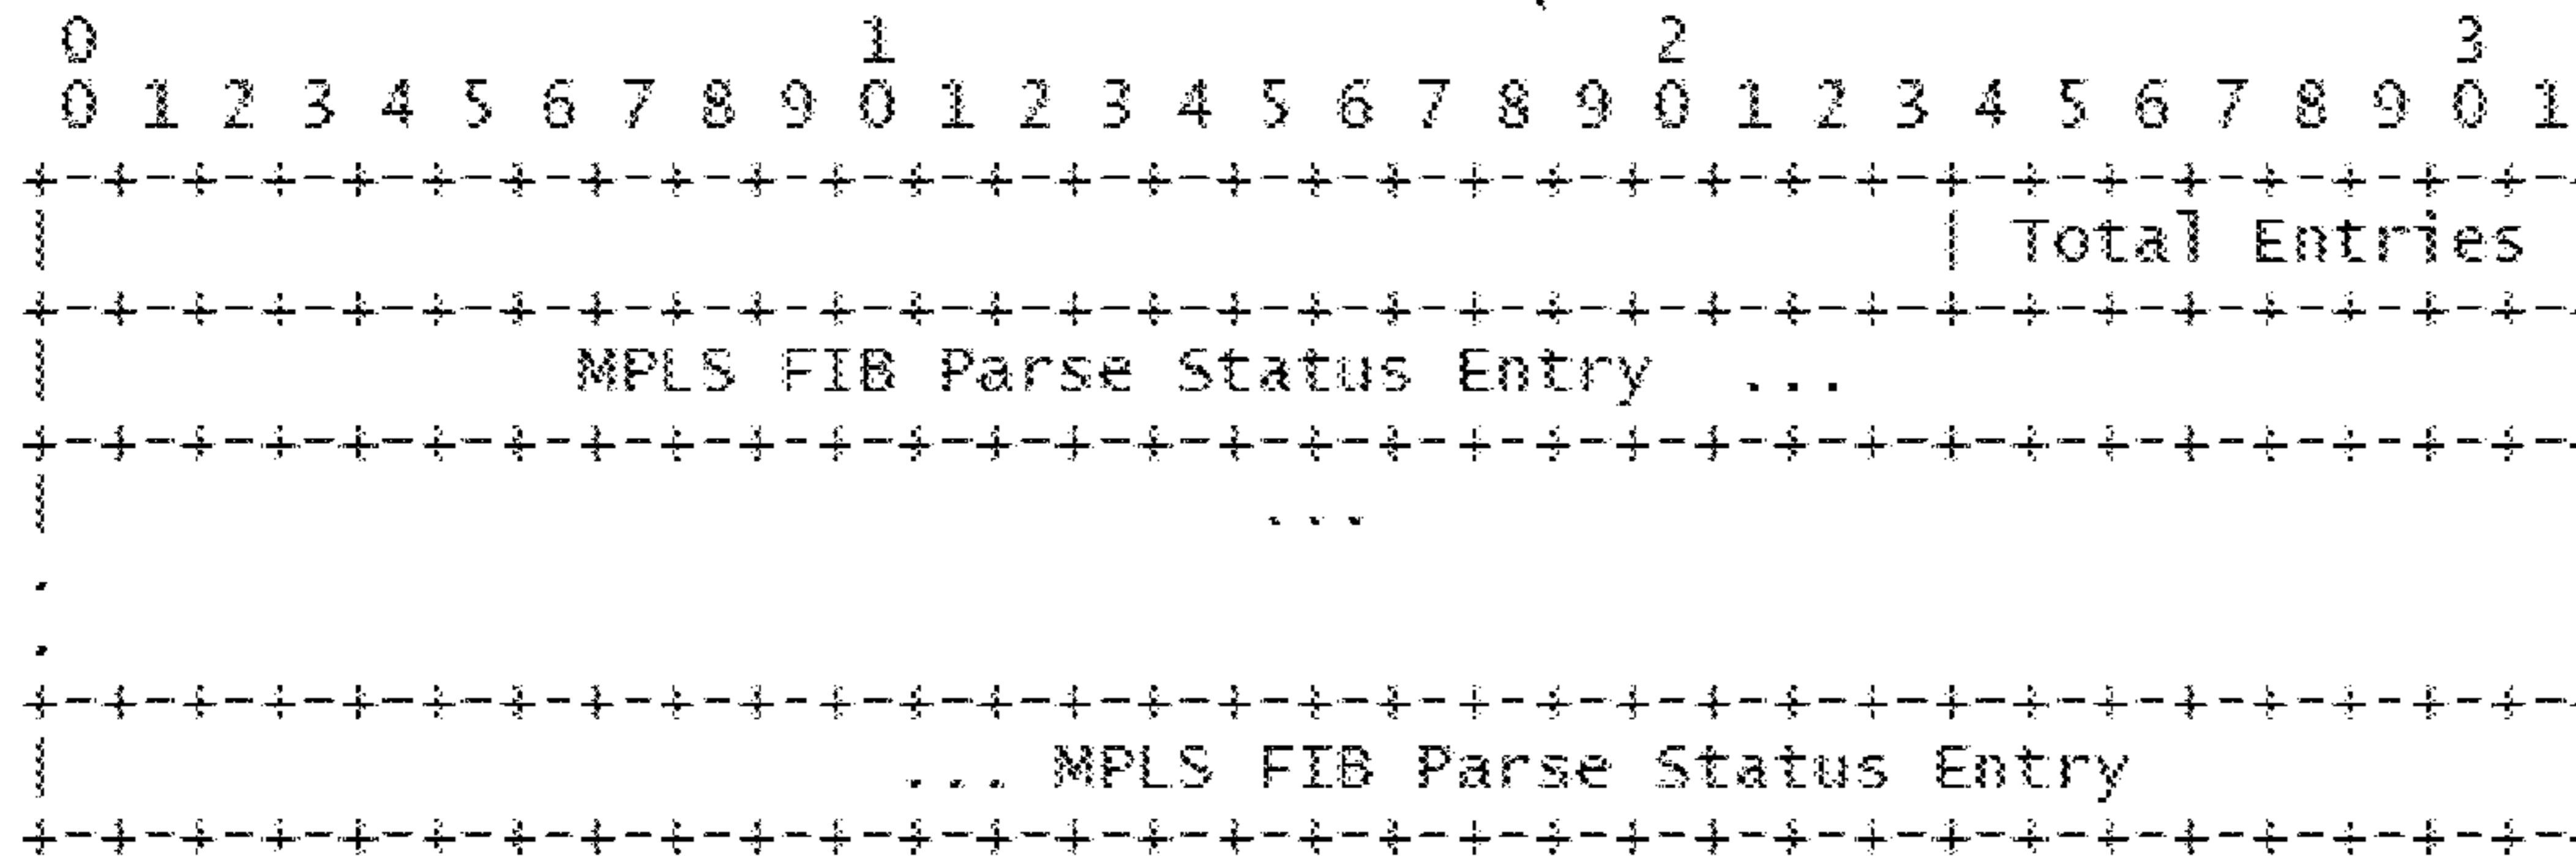 0                   1                   2                   3
 0 1 2 3 4 5 6 7 8 9 0 1 2 3 4 5 6 7 8 9 0 1 2 3 4 5 6 7 8 9 0 1
+-+-+-+-+-+-+-+-+-+-+-+-+-+-+-+-+-+-+-+-+-+-+-+-+-+-+-+-+-+-+-+-
|                                               | Total Entries
+-+-+-+-+-+-+-+-+-+-+-+-+-+-+-+-+-+-+-+-+-+-+-+-+-+-+-+-+-+-+-+-
|             MPLS FIB Parse Status Entry  ...
+-+-+-+-+-+-+-+-+-+-+-+-+-+-+-+-+-+-+-+-+-+-+-+-+-+-+-+-+-+-+-+-
|                              ...
.
.
+-+-+-+-+-+-+-+-+-+-+-+-+-+-+-+-+-+-+-+-+-+-+-+-+-+-+-+-+-+-+-+-
|                     ... MPLS FIB Parse Status Entry
+-+-+-+-+-+-+-+-+-+-+-+-+-+-+-+-+-+-+-+-+-+-+-+-+-+-+-+-+-+-+-+-